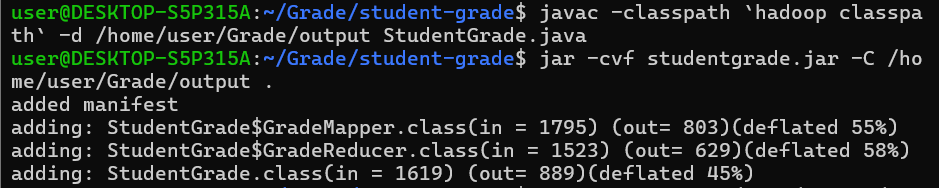 user@DESKTOP-S5P315A:~/Grade/student-grade$ javac -classpath `hadoop classpa
th` -d /home/user/Grade/output StudentGrade.java
user@DESKTOP-S5P315A:~/Grade/student-grade$ jar -cvf studentgrade.jar -C /ho
me/user/Grade/output .
added manifest
adding: StudentGrade$GradeMapper.class(in = 1795) (out= 803)(deflated 55%)
adding: StudentGrade$GradeReducer.class(in = 1523) (out= 629)(deflated 58%)
adding: StudentGrade.class(in = 1619) (out= 889)(deflated 45%)